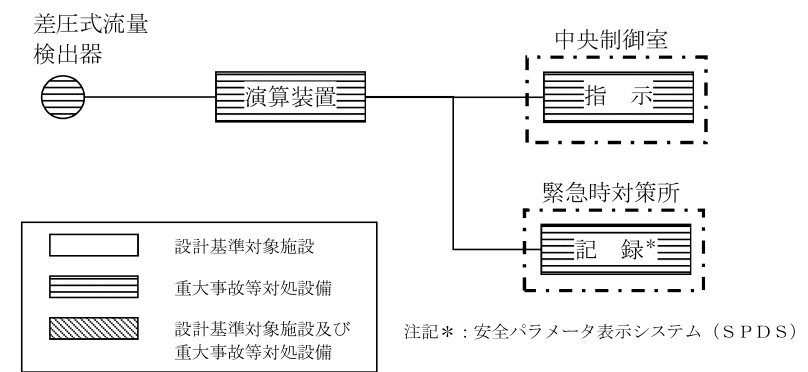 差圧式流量
検出器
中央制御室
演算装置
指　示
緊急時対策所
記　録*
設計基準対象施設
重大事故等対処設備
設計基準対象施設及び
重大事故等対処設備
注記＊：安全パラメータ表示システム（ＳＰＤＳ）